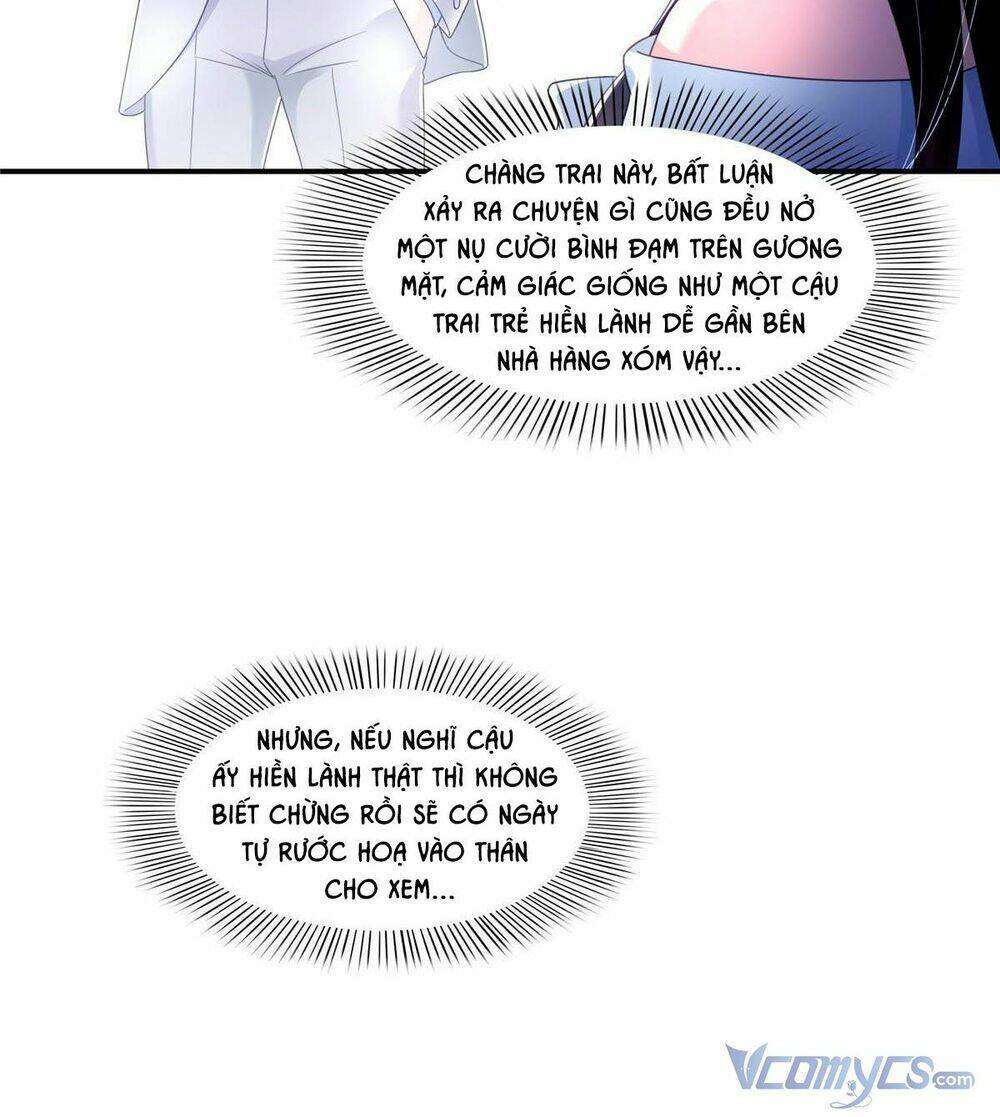 CHÀNG TRAI NÀY, BẤT LUẬN
XẢY RA CHUYỆN GÌ CŨNG ĐỀU NỞ
MỘT NỤ CƯỜI BÌNH ĐẠM TRÊN GƯƠNG
MẶT, CẢM GIÁC GIỐNG NHƯ MỘT CẬU
TRAI TRẺ HIỀN LÀNH DỄ GẦN BÊN
NHÀ HÀNG XÓM VẬY...
NHƯNG, NẾU NGHĨ CẬU
ẤY HIỀN LÀNH THẬT THÌ KHÔNG
BIẾT CHỪNG RỒI SẼ CÓ NGÀY
TỰ RƯỚC HOẠ VÀO THÂN
CHO XEM...
VCOMYCS.com